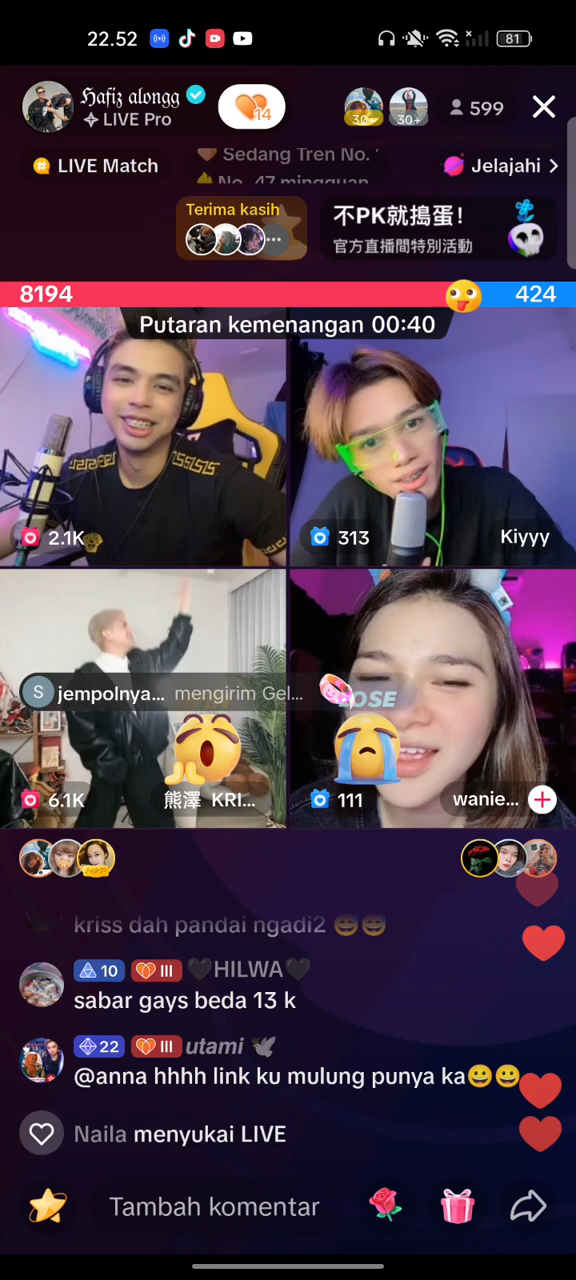 22.52
81
Hafiz alongg
LIVE Pro
14
30+
30+
599
LIVE Match
Sedang Tren No.
No. 47 mingguan
Jelajahi
Terima kasih
不PK就搗蛋!
官方直播間特別活動
8194
424
Putaran kemenangan 00:40
2.1K
313
Kiyyy
S
jempolnya... mengirim Gel...
LOSE
6.1K
熊澤 KRI...
111
wanie...
kriss dah pandai ngadi2 😄😄
10 III 🖤HILWA🖤
sabar gays beda 13 k
22 III utami 🕊
@anna hhhh link ku mulung punya ka😀😀
Naila menyukai LIVE
Tambah komentar